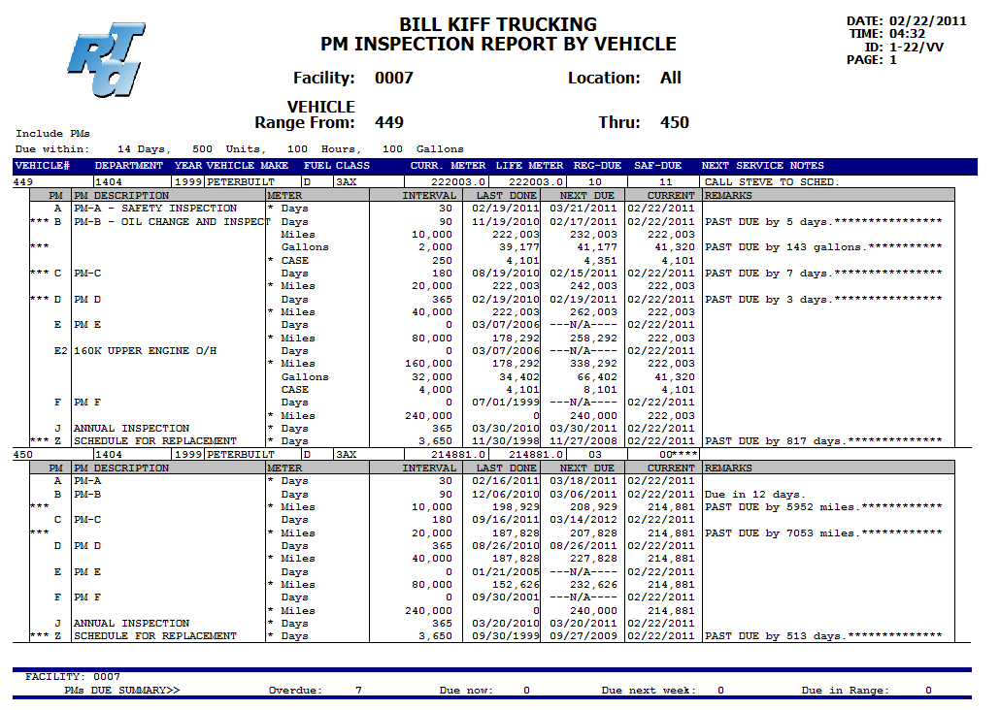 RTA
BILL KIFF TRUCKING
PM INSPECTION REPORT BY VEHICLE
DATE: 02/22/2011
TIME: 04:32
ID: 1-22/VV
PAGE: 1
Facility: 0007 Location: All
VEHICLE
Range From: 449 Thru: 450
Include PMs
Due within: 14 Days, 500 Units, 100 Hours, 100 Gallons
VEHICLE# DEPARTMENT YEAR VEHICLE MAKE FUEL CLASS CURR. METER LIFE METER REG-DUE SAF-DUE NEXT SERVICE NOTES
449 1404 1999 PETERBUILT D 3AX 222003.0 222003.0 10 11 CALL STEVE TO SCHED.
PM PM DESCRIPTION METER INTERVAL LAST DONE NEXT DUE CURRENT REMARKS
A PM-A - SAFETY INSPECTION * Days 30 02/19/2011 03/21/2011 02/22/2011
*** B PM-B - OIL CHANGE AND INSPECT Days 90 11/19/2010 02/17/2011 02/22/2011 PAST DUE by 5 days.****************
Miles 10,000 222,003 232,003 222,003
*** Gallons 2,000 39,177 41,177 41,320 PAST DUE by 143 gallons.***********
* CASE 250 4,101 4,351 4,101
*** C PM-C Days 180 08/19/2010 02/15/2011 02/22/2011 PAST DUE by 7 days.****************
* Miles 20,000 222,003 242,003 222,003
*** D PM D Days 365 02/19/2010 02/19/2011 02/22/2011 PAST DUE by 3 days.****************
* Miles 40,000 222,003 262,003 222,003
E PM E Days 0 03/07/2006 ---N/A---- 02/22/2011
* Miles 80,000 178,292 258,292 222,003
E2 160K UPPER ENGINE O/H Days 0 03/07/2006 ---N/A---- 02/22/2011
* Miles 160,000 178,292 338,292 222,003
Gallons 32,000 34,402 66,402 41,320
CASE 4,000 4,101 8,101 4,101
F PM F Days 0 07/01/1999 ---N/A---- 02/22/2011
* Miles 240,000 0 240,000 222,003
J ANNUAL INSPECTION * Days 365 03/30/2010 03/30/2011 02/22/2011
*** Z SCHEDULE FOR REPLACEMENT * Days 3,650 11/30/1998 11/27/2008 02/22/2011 PAST DUE by 817 days.**************
450 1404 1999 PETERBUILT D 3AX 214881.0 214881.0 03 00****
PM PM DESCRIPTION METER INTERVAL LAST DONE NEXT DUE CURRENT REMARKS
A PM-A * Days 30 02/16/2011 03/18/2011 02/22/2011
B PM-B Days 90 12/06/2010 03/06/2011 02/22/2011 Due in 12 days.
*** * Miles 10,000 198,929 208,929 214,881 PAST DUE by 5952 miles.************
C PM-C Days 180 09/16/2011 03/14/2012 02/22/2011
*** * Miles 20,000 187,828 207,828 214,881 PAST DUE by 7053 miles.************
D PM D Days 365 08/26/2010 08/26/2011 02/22/2011
* Miles 40,000 187,828 227,828 214,881
E PM E Days 0 01/21/2005 ---N/A---- 02/22/2011
* Miles 80,000 152,626 232,626 214,881
F PM F Days 0 09/30/2001 ---N/A---- 02/22/2011
* Miles 240,000 0 240,000 214,881
J ANNUAL INSPECTION * Days 365 03/20/2010 03/20/2011 02/22/2011
*** Z SCHEDULE FOR REPLACEMENT * Days 3,650 09/30/1999 09/27/2009 02/22/2011 PAST DUE by 513 days.**************
FACILITY: 0007
PMs DUE SUMMARY>> Overdue: 7 Due now: 0 Due next week: 0 Due in Range: 0